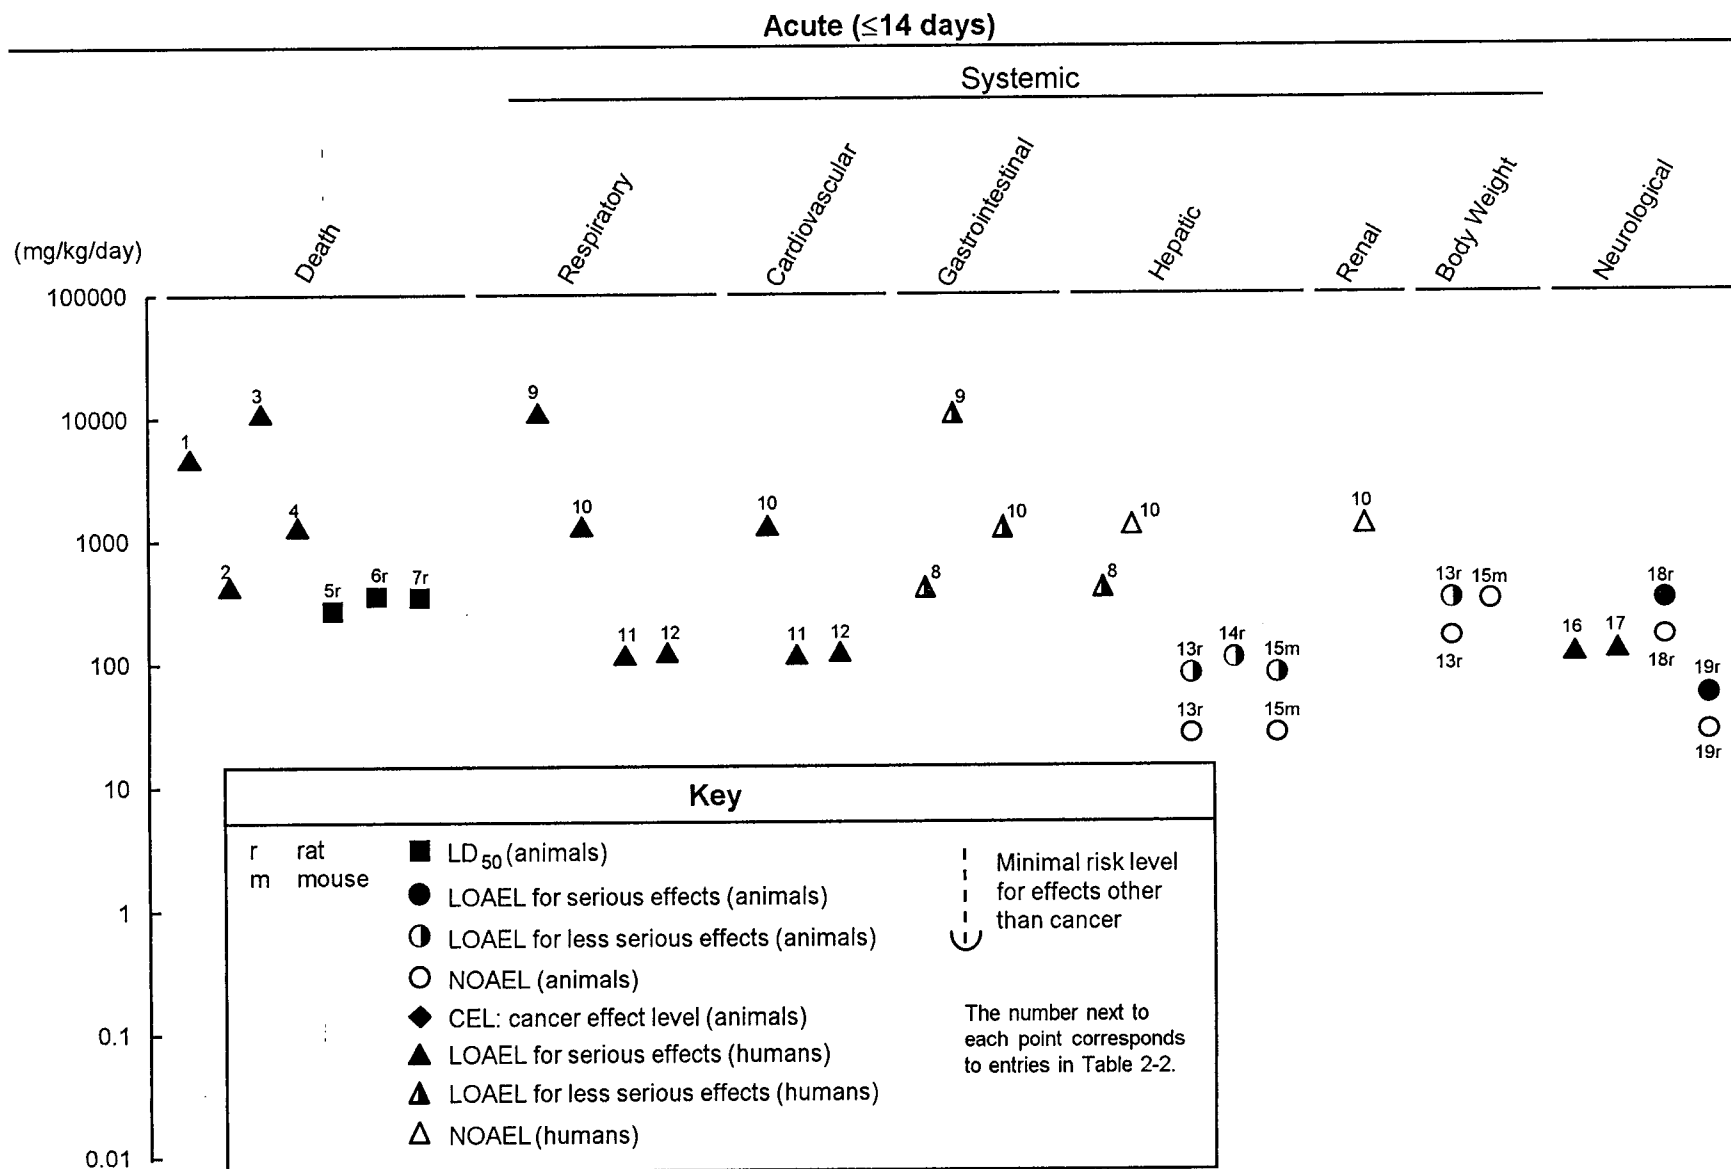 Acute (≤14 days)
Systemic
(mg/kg/day)
Death
Respiratory
Cardiovascular
Gastrointestinal
Hepatic
Renal
Body Weight
Neurological
100000
10000
1000
100
10
1
0.1
0.01
1
2
3
4
5r
6r
7r
9
10
11
12
10
11
12
9
10
8
10
8
13r
14r
15m
13r
15m
10
13r
15m
13r
16
17
18r
18r
19r
19r
Key
r rat
m mouse
LD50 (animals)
LOAEL for serious effects (animals)
LOAEL for less serious effects (animals)
NOAEL (animals)
CEL: cancer effect level (animals)
LOAEL for serious effects (humans)
LOAEL for less serious effects (humans)
NOAEL (humans)
Minimal risk level
for effects other
than cancer
The number next to
each point corresponds
to entries in Table 2-2.